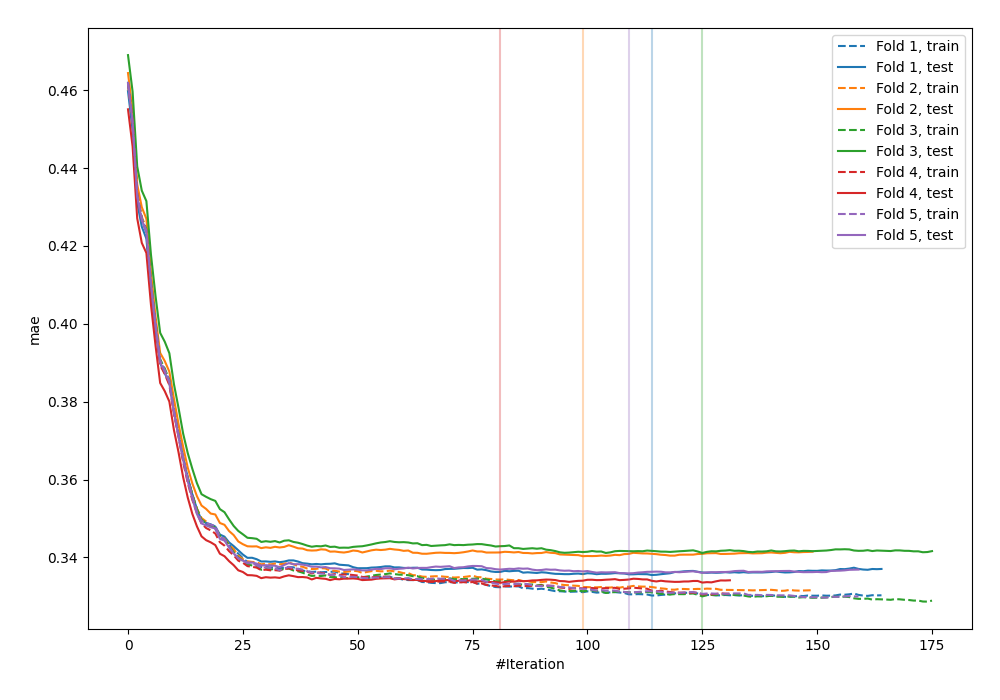 Fold 1, train
Fold 1, test
Fold 2, train
Fold 2, test
Fold 3, train
Fold 3, test
Fold 4, train
Fold 4, test
Fold 5, train
Fold 5, test
0.46
0.44
0.42
0.40
0.38
0.36
0.34
mae
0 25 50 75 100 125 150 175
#Iteration